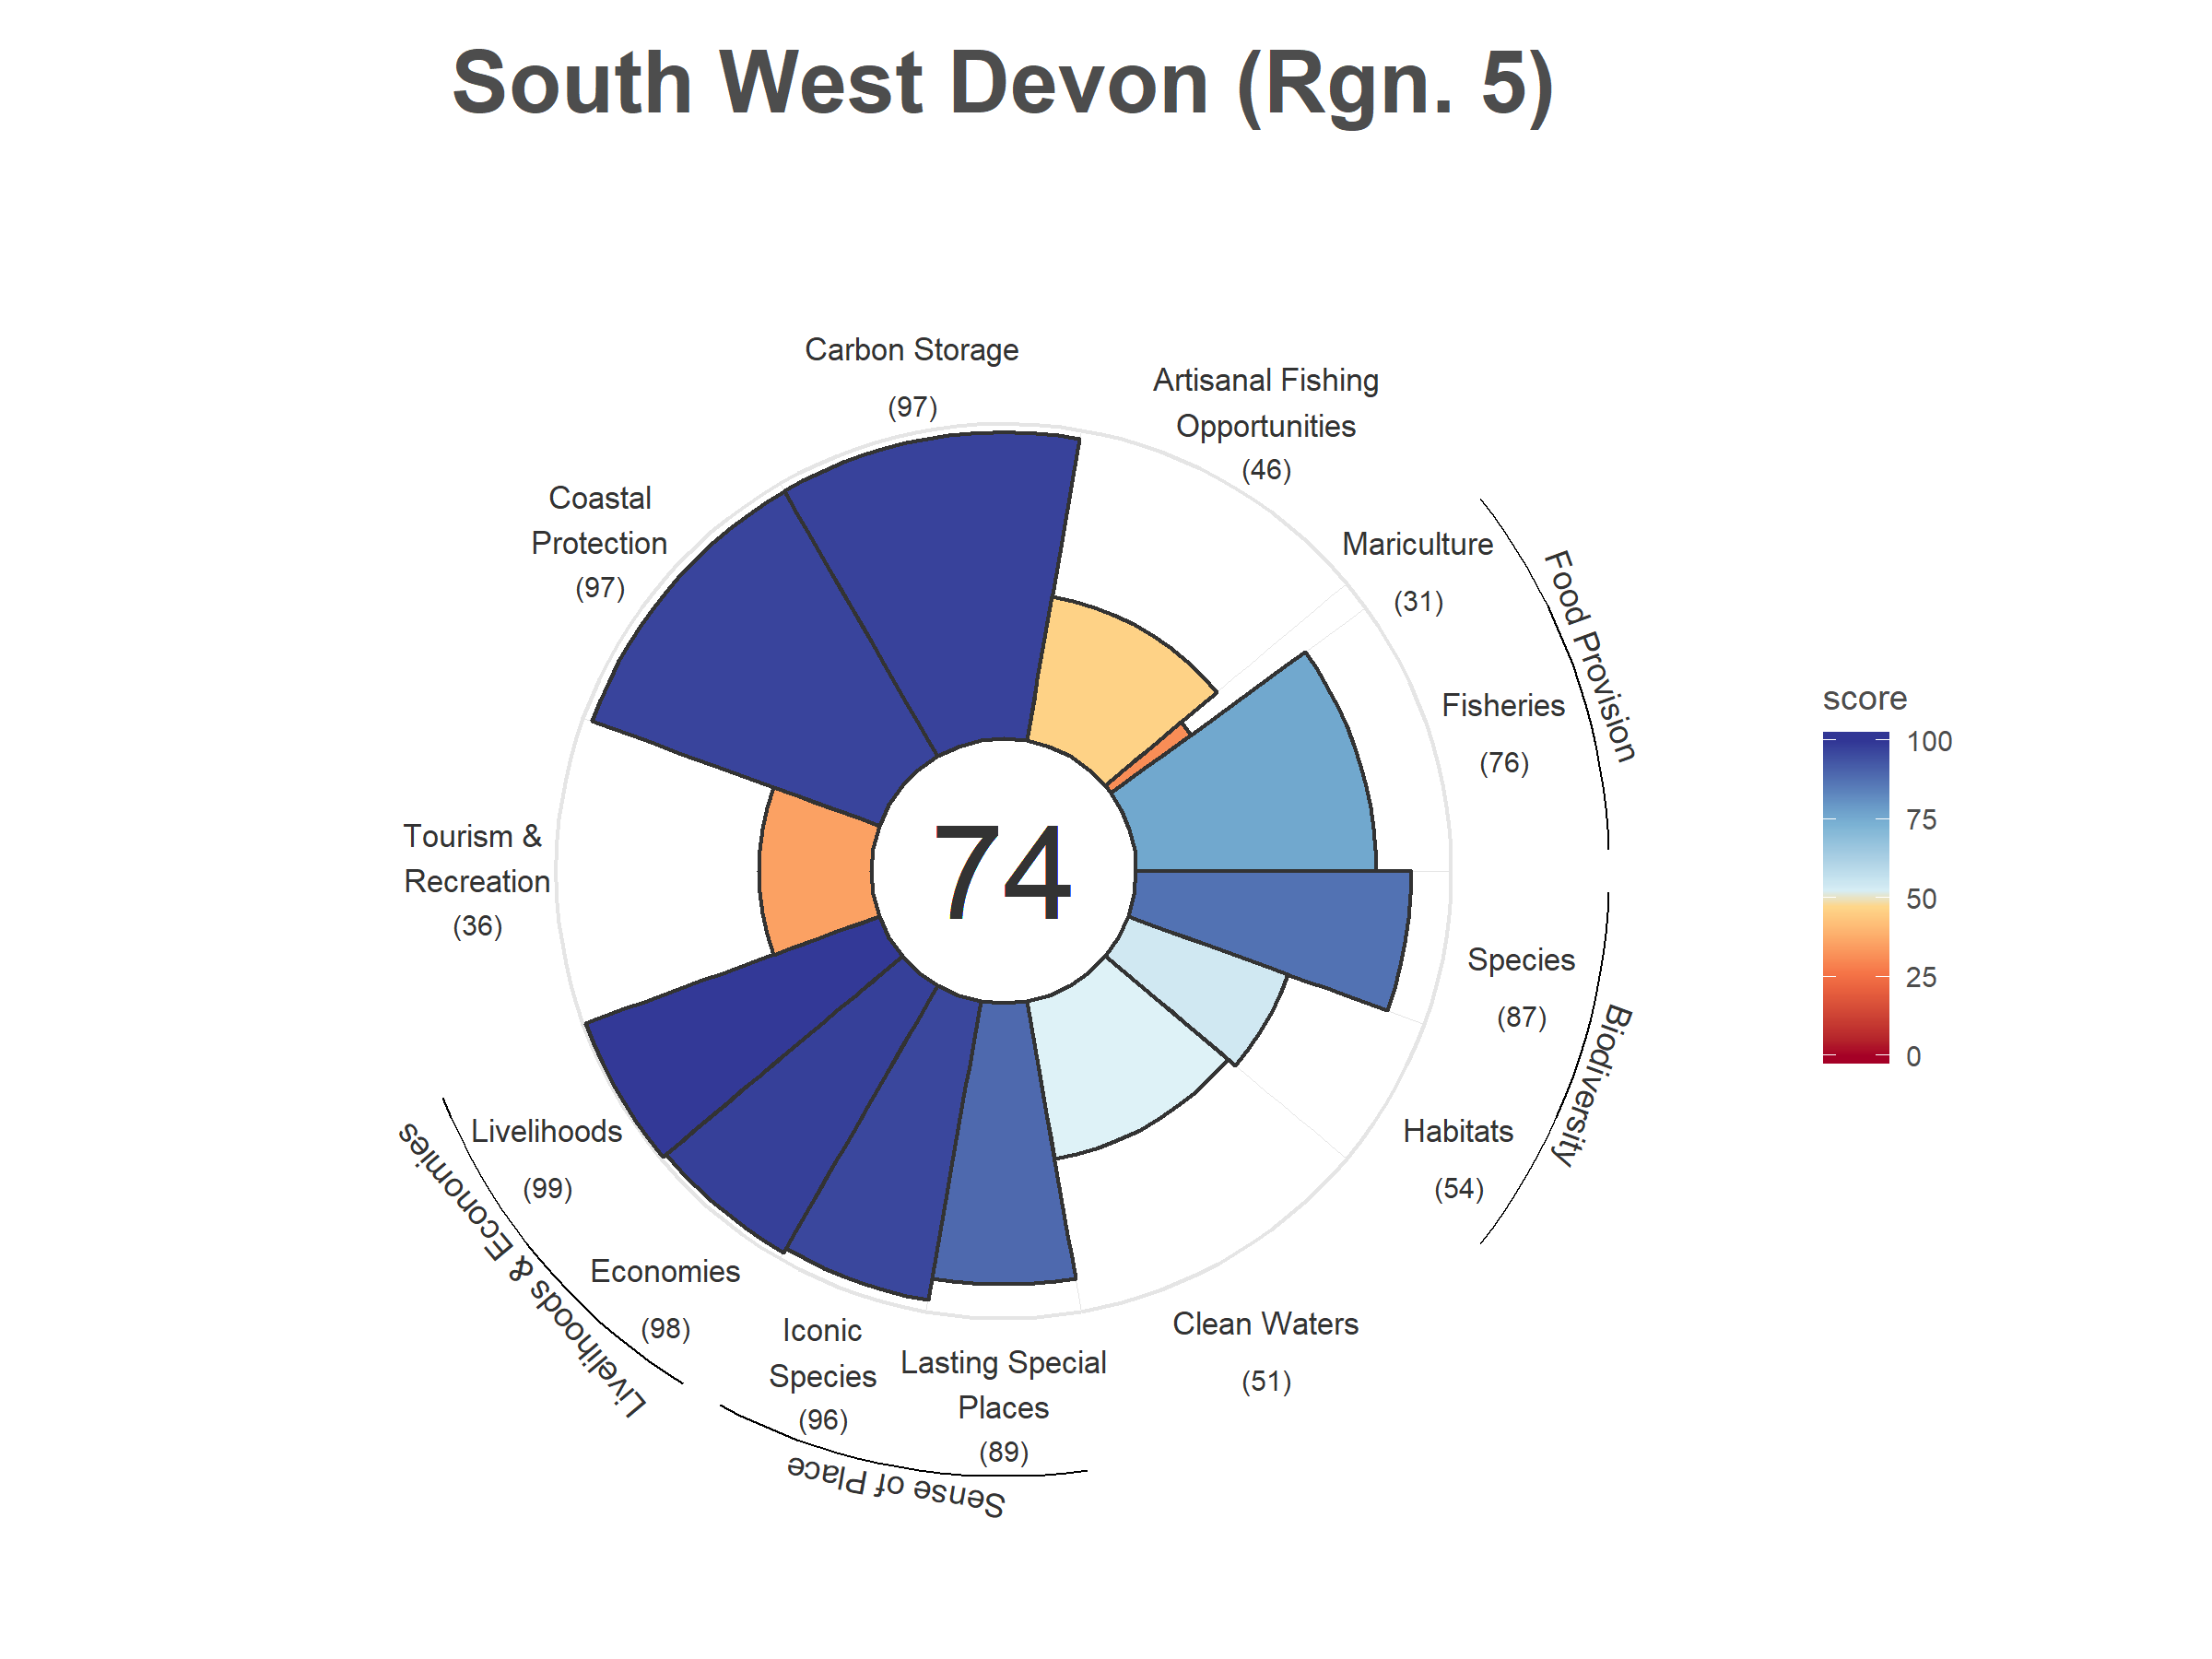 South West Devon (Rgn. 5)
Carbon Storage
(97)
Artisanal Fishing
Opportunities
(46)
Coastal
Protection
(97)
Mariculture
(31)
Food Provision
Fisheries
(76)
score
100
75
50
25
0
74
Tourism &
Recreation
(36)
Species
(87)
Biodiversity
Habitats
(54)
Livelihoods
(99)
Livelihoods & Economies
Economies
(98)
Iconic
Species
(96)
Lasting Special
Places
(89)
Sense of Place
Clean Waters
(51)